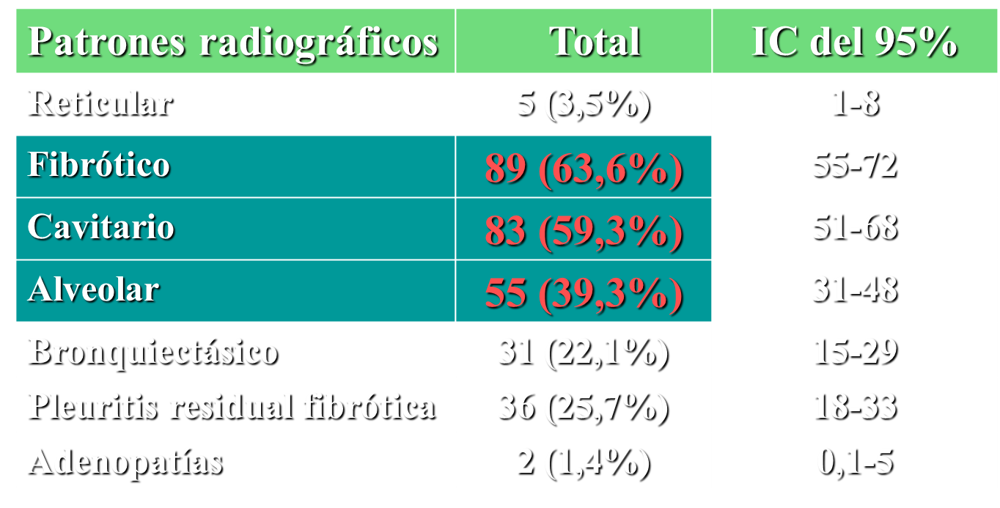 Patrones radiográficos Total IC del 95%
Reticular 5 (3,5%) 1-8
Fibrótico 89 (63,6%) 55-72
Cavitario 83 (59,3%) 51-68
Alveolar 55 (39,3%) 31-48
Bronquiectásico 31 (22,1%) 15-29
Pleuritis residual fibrótica 36 (25,7%) 18-33
Adenopatías 2 (1,4%) 0,1-5